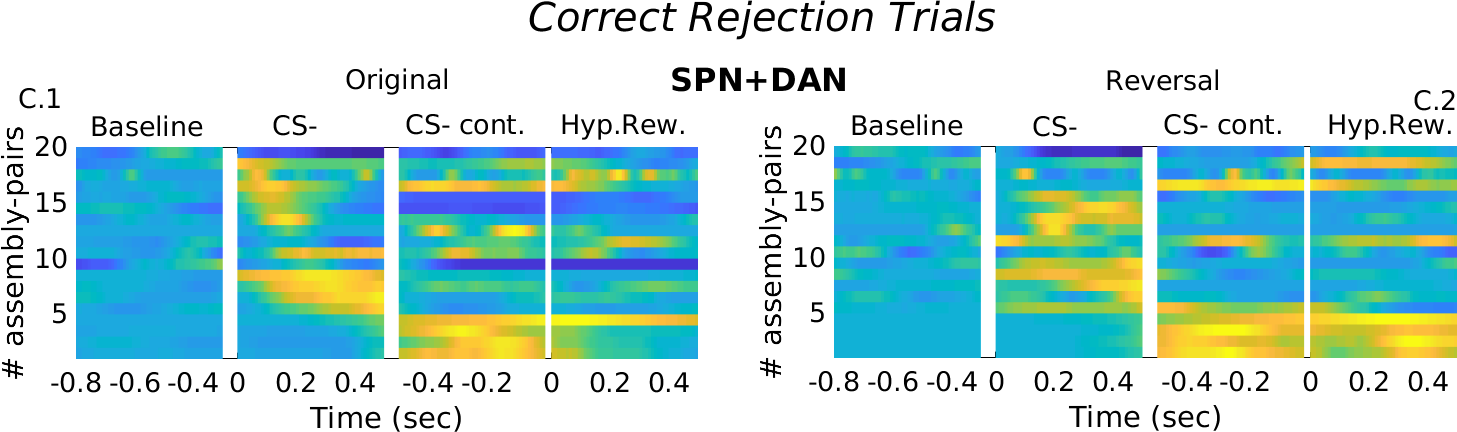 Correct Rejection Trials
Original
SPN+DAN
Reversal
C.1
C.2
Baseline
CS-
CS- cont.
Hyp.Rew.
Baseline
CS-
CS- cont.
Hyp.Rew.
# assembly-pairs
20
15
10
5
-0.8 -0.6 -0.4 0 0.2 0.4 -0.4 -0.2 0 0.2 0.4
Time (sec)
# assembly-pairs
20
15
10
5
-0.8 -0.6 -0.4 0 0.2 0.4 -0.4 -0.2 0 0.2 0.4
Time (sec)